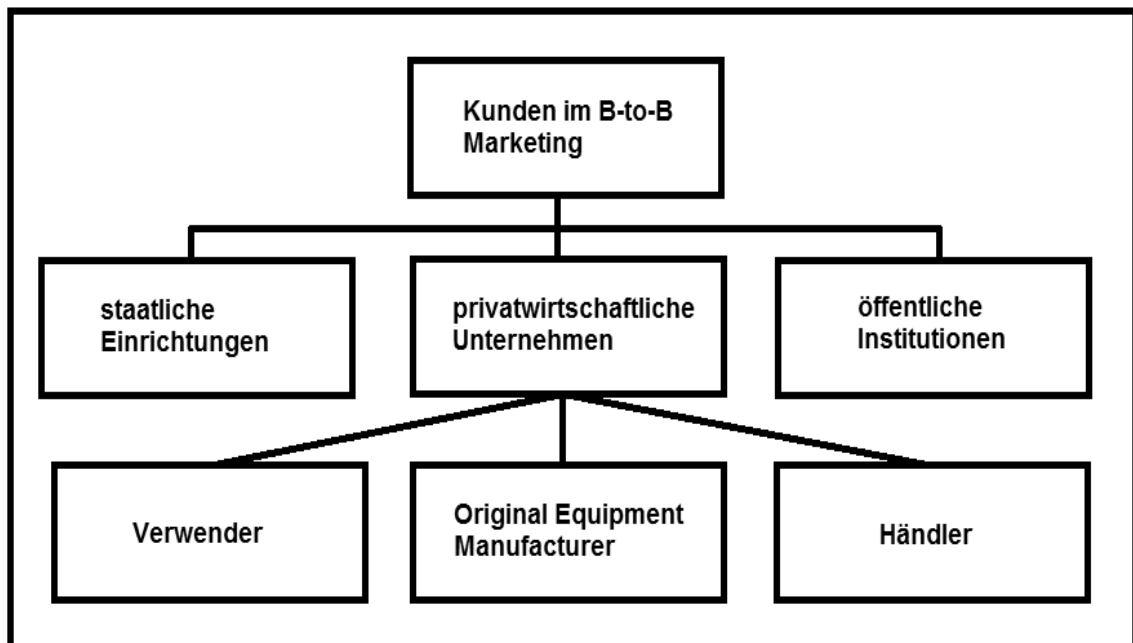 Kunden im B-to-B
Marketing
staatliche
Einrichtungen
privatwirtschaftliche
Unternehmen
öffentliche
Institutionen
Verwender
Original Equipment
Manufacturer
Händler